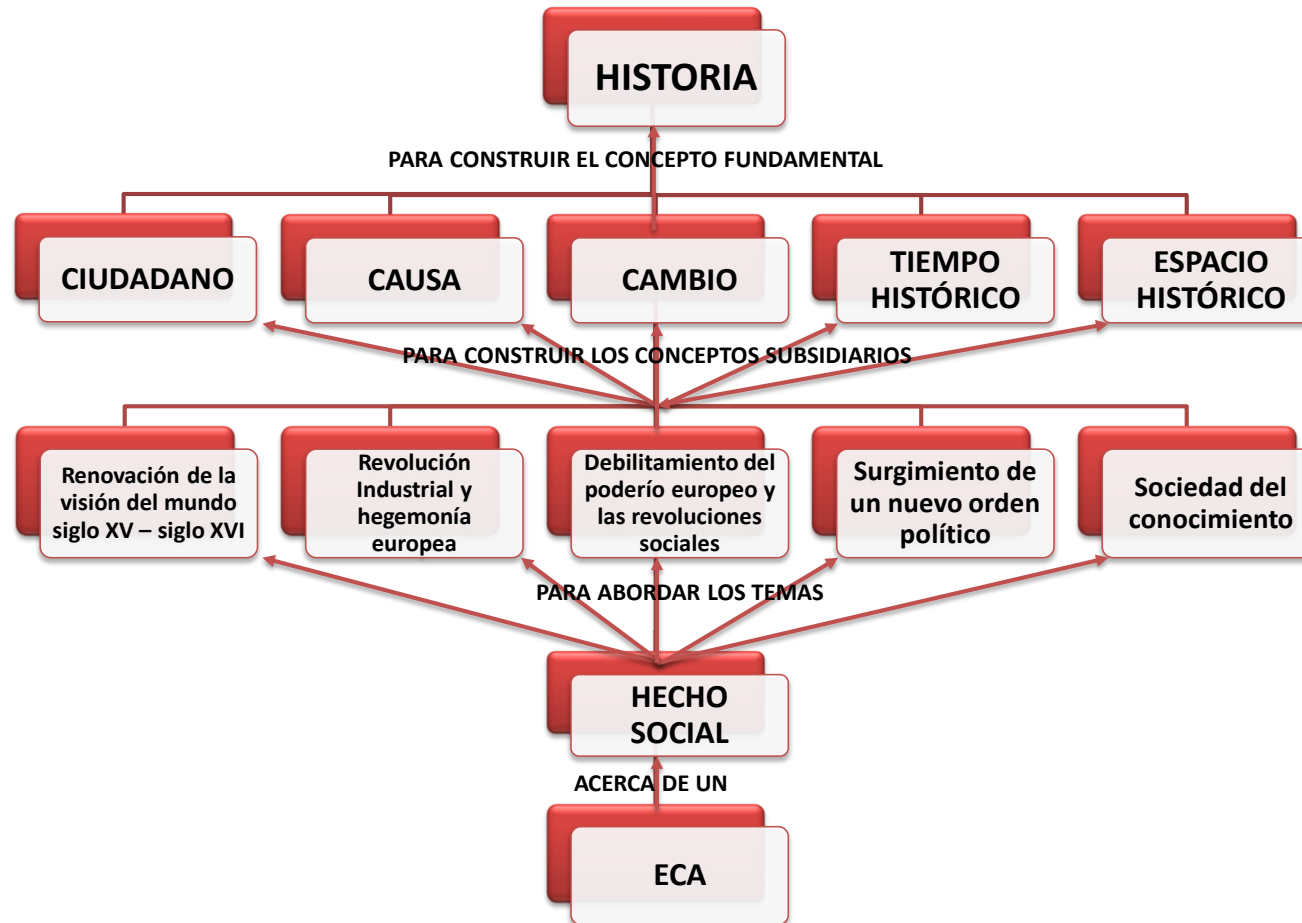 HISTORIA
PARA CONSTRUIR EL CONCEPTO FUNDAMENTAL
CIUDADANO
CAUSA
CAMBIO
TIEMPO
HISTÓRICO
ESPACIO
HISTÓRICO
PARA CONSTRUIR LOS CONCEPTOS SUBSIDIARIOS
Renovación de la
visión del mundo
siglo XV – siglo XVI
Revolución
Industrial y
hegemonía
europea
Debilitamiento del
poderío europeo y
las revoluciones
sociales
Surgimiento de
un nuevo orden
político
Sociedad del
conocimiento
PARA ABORDAR LOS TEMAS
HECHO
SOCIAL
ACERCA DE UN
ECA